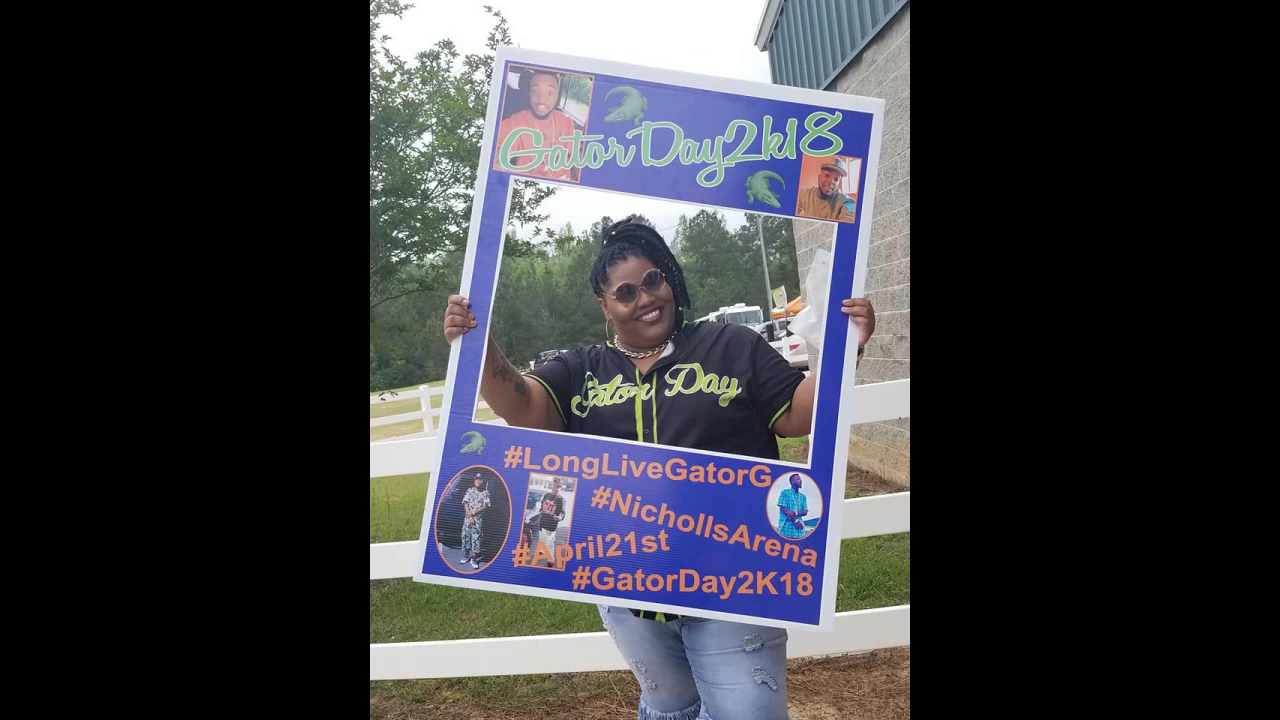 GatorDay2k18
Gator Day
#LongLiveGatorG
#NichollsArena
#April21st
#GatorDay2K18